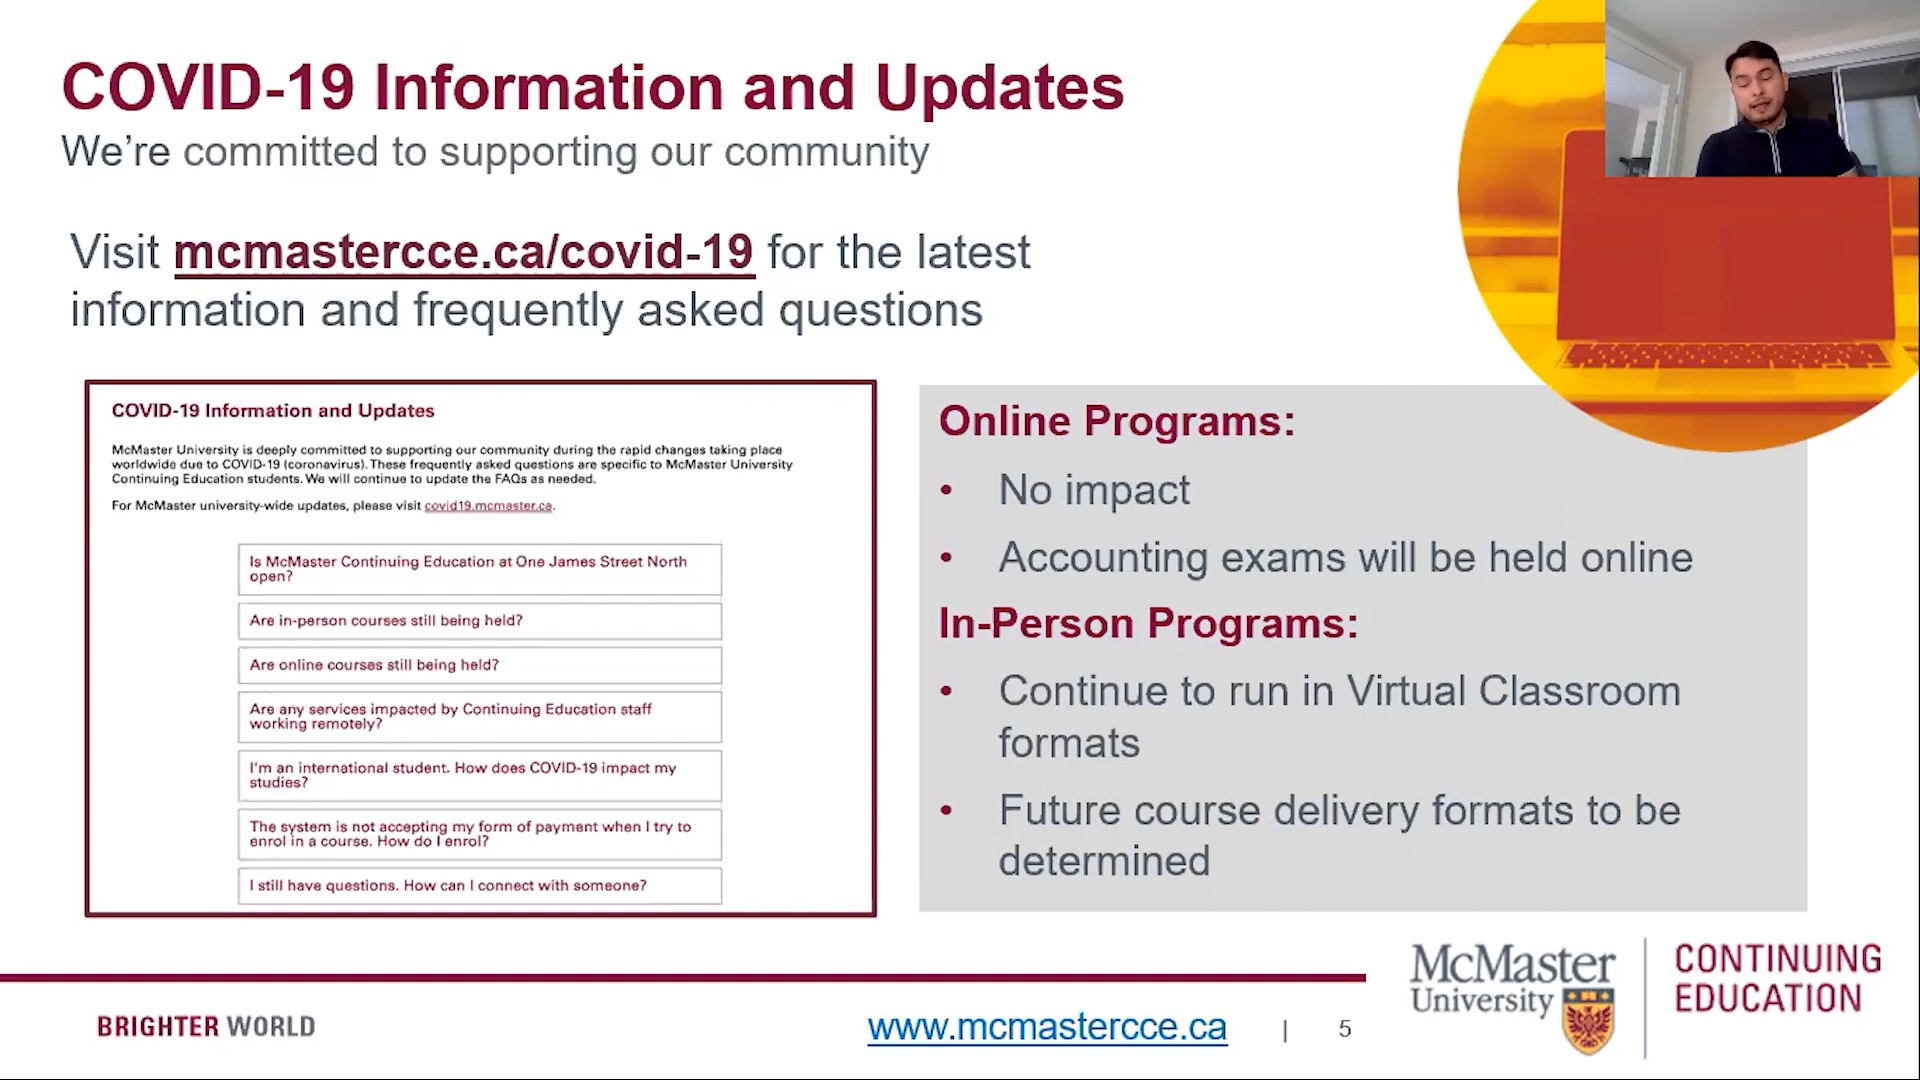 COVID-19 Information and Updates
We're committed to supporting our community
Visit mcmastercce.ca/covid-19 for the latest
information and frequently asked questions
COVID-19 Information and Updates
McMaster University is deeply committed to supporting our community during the rapid changes taking place
worldwide due to COVID-19 (coronavirus). These frequently asked questions are specific to McMaster University
Continuing Education students. We will continue to update the FAQs as needed.
For McMaster university-wide updates, please visit covid19.mcmaster.ca.
Is McMaster Continuing Education at One James Street North
open?
Are in-person courses still being held?
Are online courses still being held?
Are any services impacted by Continuing Education staff
working remotely?
I'm an international student. How does COVID-19 impact my
studies?
The system is not accepting my form of payment when I try to
enrol in a course. How do I enrol?
I still have questions. How can I connect with someone?
Online Programs:
• No impact
• Accounting exams will be held online
In-Person Programs:
• Continue to run in Virtual Classroom
formats
• Future course delivery formats to be
determined
BRIGHTER WORLD
www.mcmastercce.ca | 5
McMaster
University
CONTINUING
EDUCATION